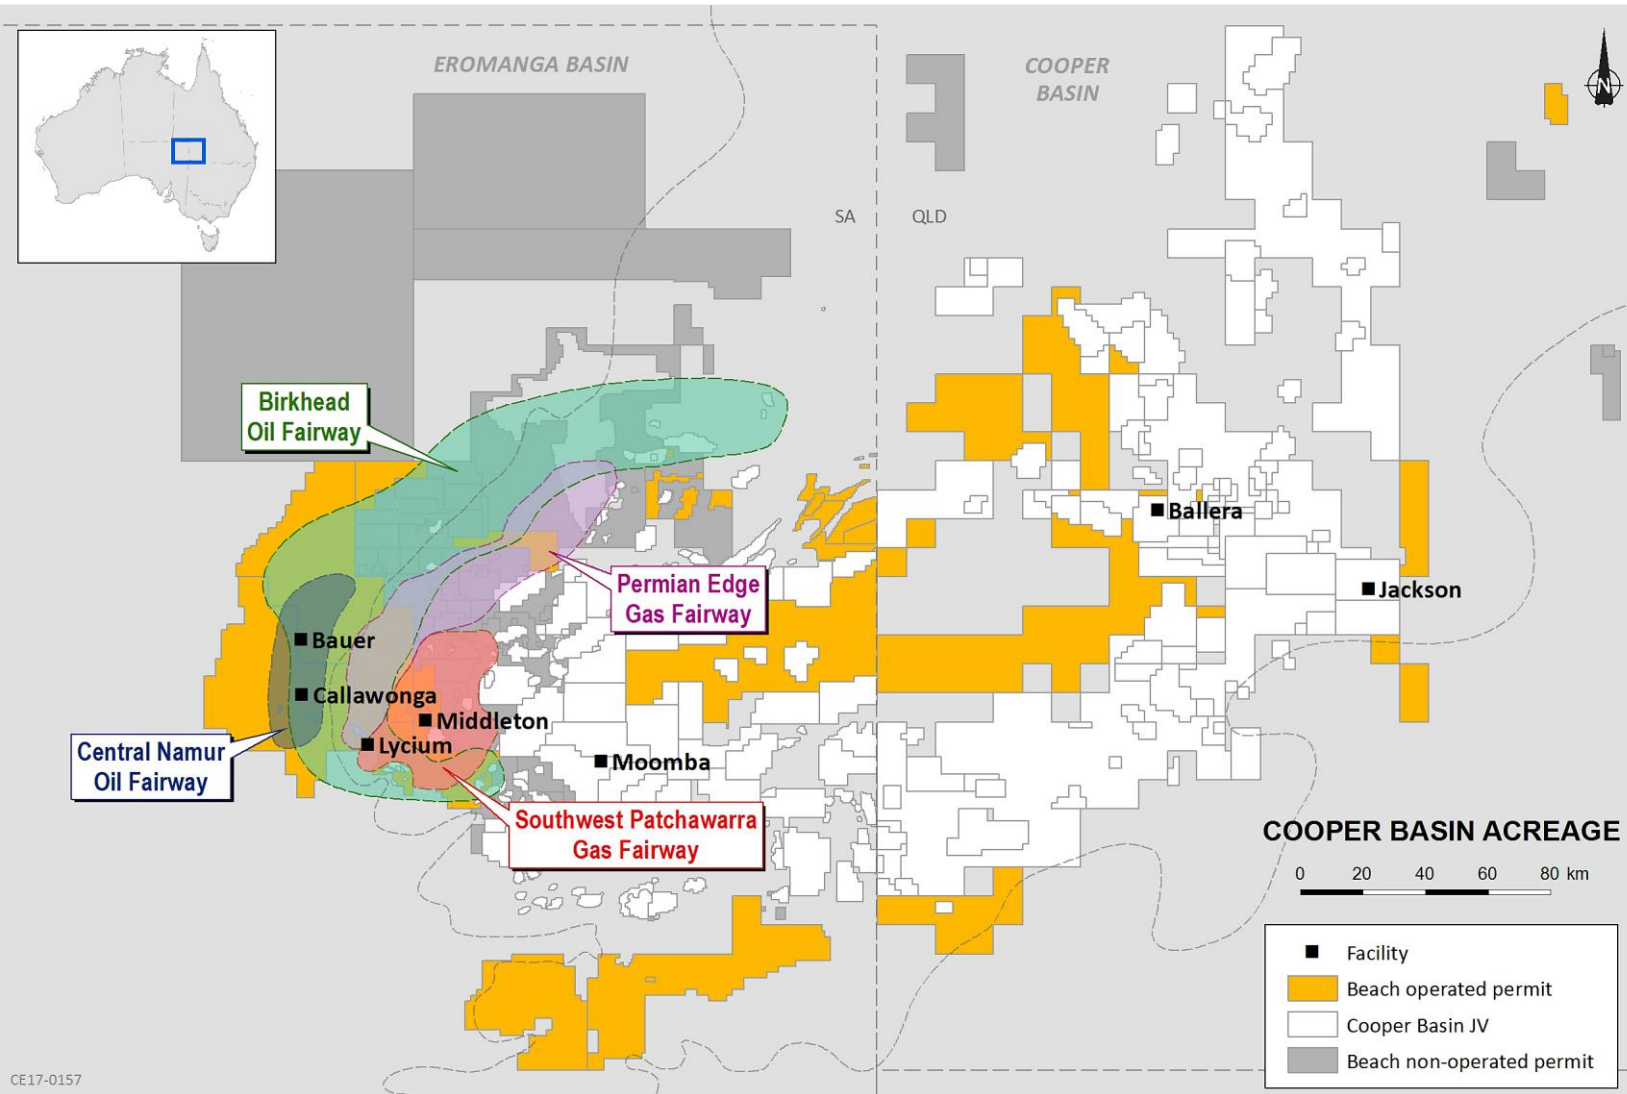 EROMANGA BASIN
COOPER
BASIN
N
SA
QLD
Birkhead
Oil Fairway
Ballera
Permian Edge
Gas Fairway
Jackson
Bauer
Callawonga
Middleton
Lycium
Central Namur
Oil Fairway
Moomba
Southwest Patchawarra
Gas Fairway
COOPER BASIN ACREAGE
0 20 40 60 80 km
Facility
Beach operated permit
Cooper Basin JV
Beach non-operated permit
CE17-0157